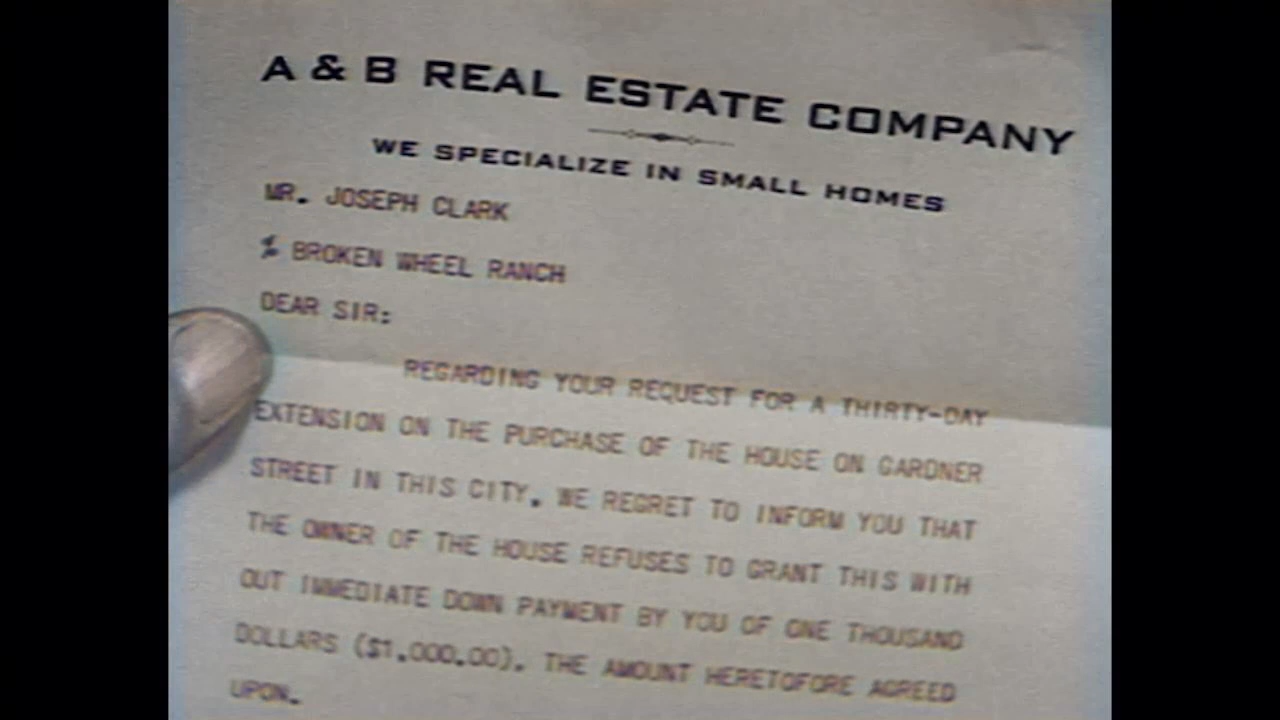 A & B REAL ESTATE COMPANY
WE SPECIALIZE IN SMALL HOMES
MR. JOSEPH CLARK
% BROKEN WHEEL RANCH
DEAR SIR:
REGARDING YOUR REQUEST FOR A THIRTY-DAY
EXTENSION ON THE PURCHASE OF THE HOUSE ON GARDNER
STREET IN THIS CITY. WE REGRET TO INFORM YOU THAT
THE OWNER OF THE HOUSE REFUSES TO GRANT THIS WITH
OUT IMMEDIATE DOWN PAYMENT BY YOU OF ONE THOUSAND
DOLLARS ($1.000.00). THE AMOUNT HERETOFORE AGREED
UPON.